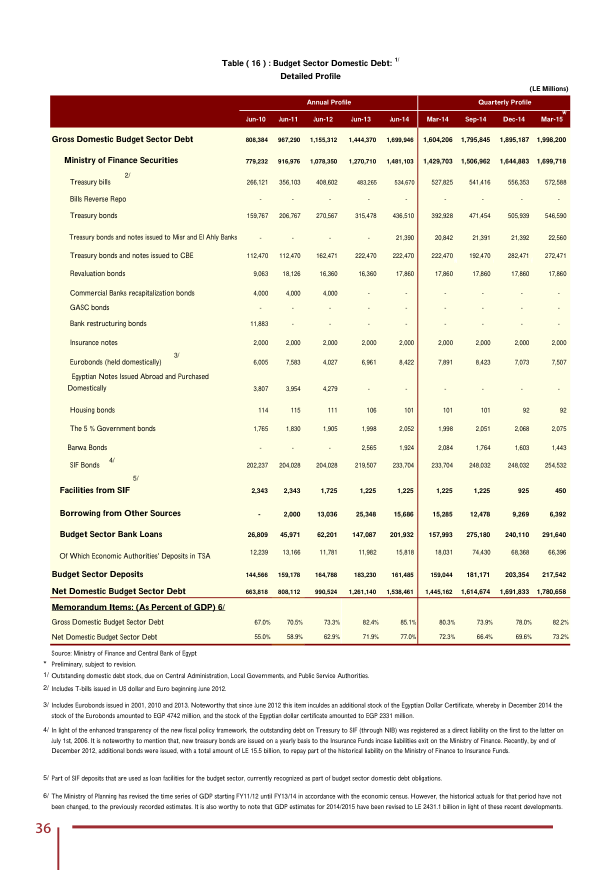 Table ( 16 ) : Budget Sector Domestic Debt: 1/
Detailed Profile
(LE Millions)
Annual Profile Quarterly Profile
Jun-10 Jun-11 Jun-12 Jun-13 Jun-14 Mar-14 Sep-14 Dec-14 Mar-15 *
Gross Domestic Budget Sector Debt 808,384 967,290 1,155,312 1,444,370 1,699,946 1,604,206 1,795,845 1,895,187 1,998,200
Ministry of Finance Securities 779,232 916,976 1,078,350 1,270,710 1,481,103 1,429,703 1,506,962 1,644,883 1,699,718
Treasury bills 2/ 266,121 356,103 408,602 483,265 534,670 527,825 541,416 556,353 572,588
Bills Reverse Repo - - - - - - - - -
Treasury bonds 159,767 206,767 270,567 315,478 436,510 392,928 471,454 505,939 546,590
Treasury bonds and notes issued to Misr and El Ahly Banks - - - - 21,390 20,842 21,391 21,392 22,560
Treasury bonds and notes issued to CBE 112,470 112,470 162,471 222,470 222,470 222,470 192,470 282,471 272,471
Revaluation bonds 9,063 18,126 16,360 16,360 17,860 17,860 17,860 17,860 17,860
Commercial Banks recapitalization bonds 4,000 4,000 4,000 - - - - - -
GASC bonds - - - - - - - - -
Bank restructuring bonds 11,883 - - - - - - - -
Insurance notes 2,000 2,000 2,000 2,000 2,000 2,000 2,000 2,000 2,000
Eurobonds (held domestically) 3/ 6,005 7,583 4,027 6,961 8,422 7,891 8,423 7,073 7,507
Egyptian Notes Issued Abroad and Purchased
Domestically 3,807 3,954 4,279 - - - - - -
Housing bonds 114 115 111 106 101 101 101 92 92
The 5 % Government bonds 1,765 1,830 1,905 1,998 2,052 1,998 2,051 2,068 2,075
Barwa Bonds - - - 2,565 1,924 2,084 1,764 1,603 1,443
SIF Bonds 4/ 202,237 204,028 204,028 219,507 233,704 233,704 248,032 248,032 254,532
Facilities from SIF 5/ 2,343 2,343 1,725 1,225 1,225 1,225 1,225 925 450
Borrowing from Other Sources - 2,000 13,036 25,348 15,686 15,285 12,478 9,269 6,392
Budget Sector Bank Loans 26,809 45,971 62,201 147,087 201,932 157,993 275,180 240,110 291,640
Of Which Economic Authorities' Deposits in TSA 12,239 13,166 11,781 11,982 15,818 18,031 74,430 68,368 66,396
Budget Sector Deposits 144,566 159,178 164,788 183,230 161,485 159,044 181,171 203,354 217,542
Net Domestic Budget Sector Debt 663,818 808,112 990,524 1,261,140 1,538,461 1,445,162 1,614,674 1,691,833 1,780,658
Memorandum Items: (As Percent of GDP) 6/
Gross Domestic Budget Sector Debt 67.0% 70.5% 73.3% 82.4% 85.1% 80.3% 73.9% 78.0% 82.2%
Net Domestic Budget Sector Debt 55.0% 58.9% 62.9% 71.9% 77.0% 72.3% 66.4% 69.6% 73.2%
Source: Ministry of Finance and Central Bank of Egypt
* Preliminary, subject to revision.
1/ Outstanding domestic debt stock, due on Central Administration, Local Governments, and Public Service Authorities.
2/ Includes T-bills issued in US dollar and Euro beginning June 2012.
3/ Includes Eurobonds issued in 2001, 2010 and 2013. Noteworthy that since june 2012 this item inculdes an additional stock of the Egyptian Dollar Certificate, whereby in December 2014 the
stock of the Eurobonds amounted to EGP 4742 million, and the stock of the Egyptian dollar certificate amounted to EGP 2331 million.
4/ In light of the enhanced transparency of the new fiscal policy framework, the outstanding debt on Treasury to SIF (through NIB) was registered as a direct liability on the first to the latter on
July 1st, 2006. It is noteworthy to mention that, new treasury bonds are issued on a yearly basis to the Insurance Funds incase liabilities exit on the Ministry of Finance. Recently, by end of
December 2012, additional bonds were issued, with a total amount of LE 15.5 billion, to repay part of the historical liability on the Ministry of Finance to Insurance Funds.
5/ Part of SIF deposits that are used as loan facilities for the budget sector, currently recognized as part of budget sector domestic debt obligations.
6/ The Ministry of Planning has revised the time series of GDP starting FY11/12 until FY13/14 in accordance with the economic census. However, the historical actuals for that period have not
been changed, to the previously recorded estimates. It is also worthy to note that GDP estimates for 2014/2015 have been revised to LE 2431.1 billion in light of these recent developments.
36